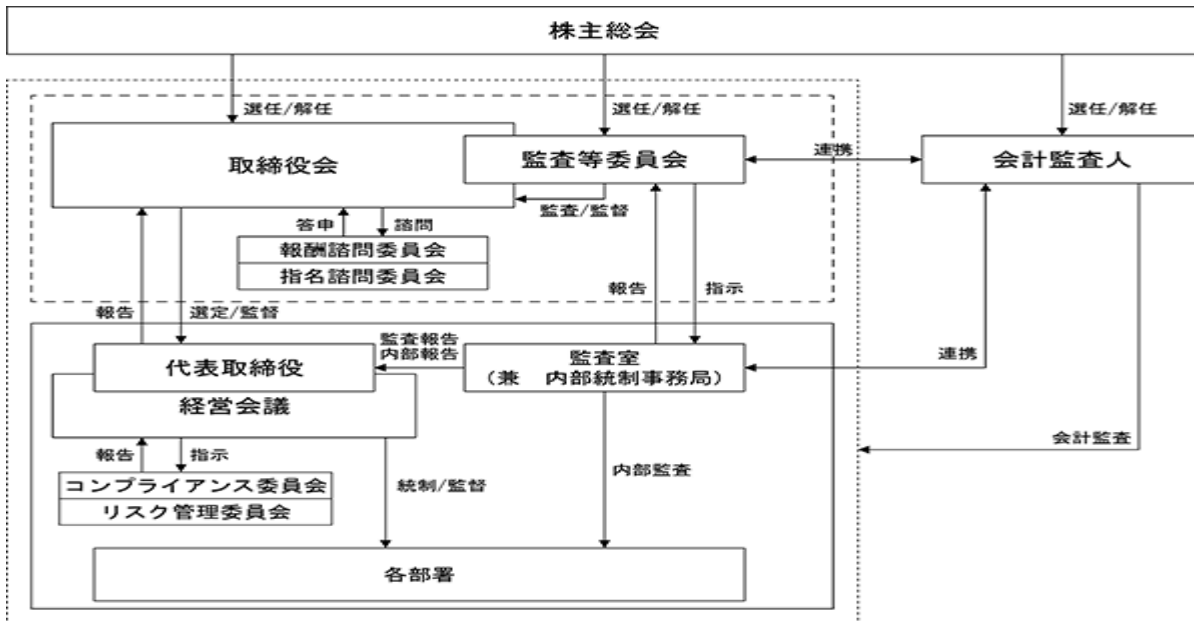 株主総会
選任/解任
選任/解任
選任/解任
取締役会
監査等委員会
連携
会計監査人
監査/監督
答申
諮問
報酬諮問委員会
指名諮問委員会
報告
選定/監督
報告
指示
監査報告
内部報告
代表取締役
監査室
（兼　内部統制事務局）
連携
経営会議
会計監査
報告
指示
内部監査
コンプライアンス委員会
統制/監督
リスク管理委員会
各部署